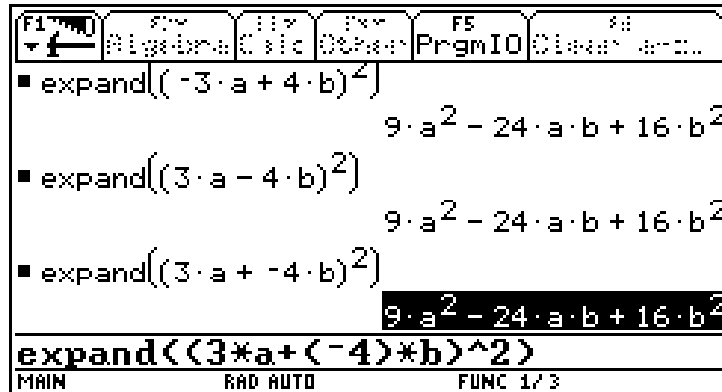 F1 F5
PrgmIO
▪ expand((⁻3·a + 4·b)²)
9·a² − 24·a·b + 16·b²
▪ expand((3·a − 4·b)²)
9·a² − 24·a·b + 16·b²
▪ expand((3·a + ⁻4·b)²)
9·a² − 24·a·b + 16·b²
expand((3*a+(⁻4)*b)^2)
MAIN RAD AUTO FUNC 1/3